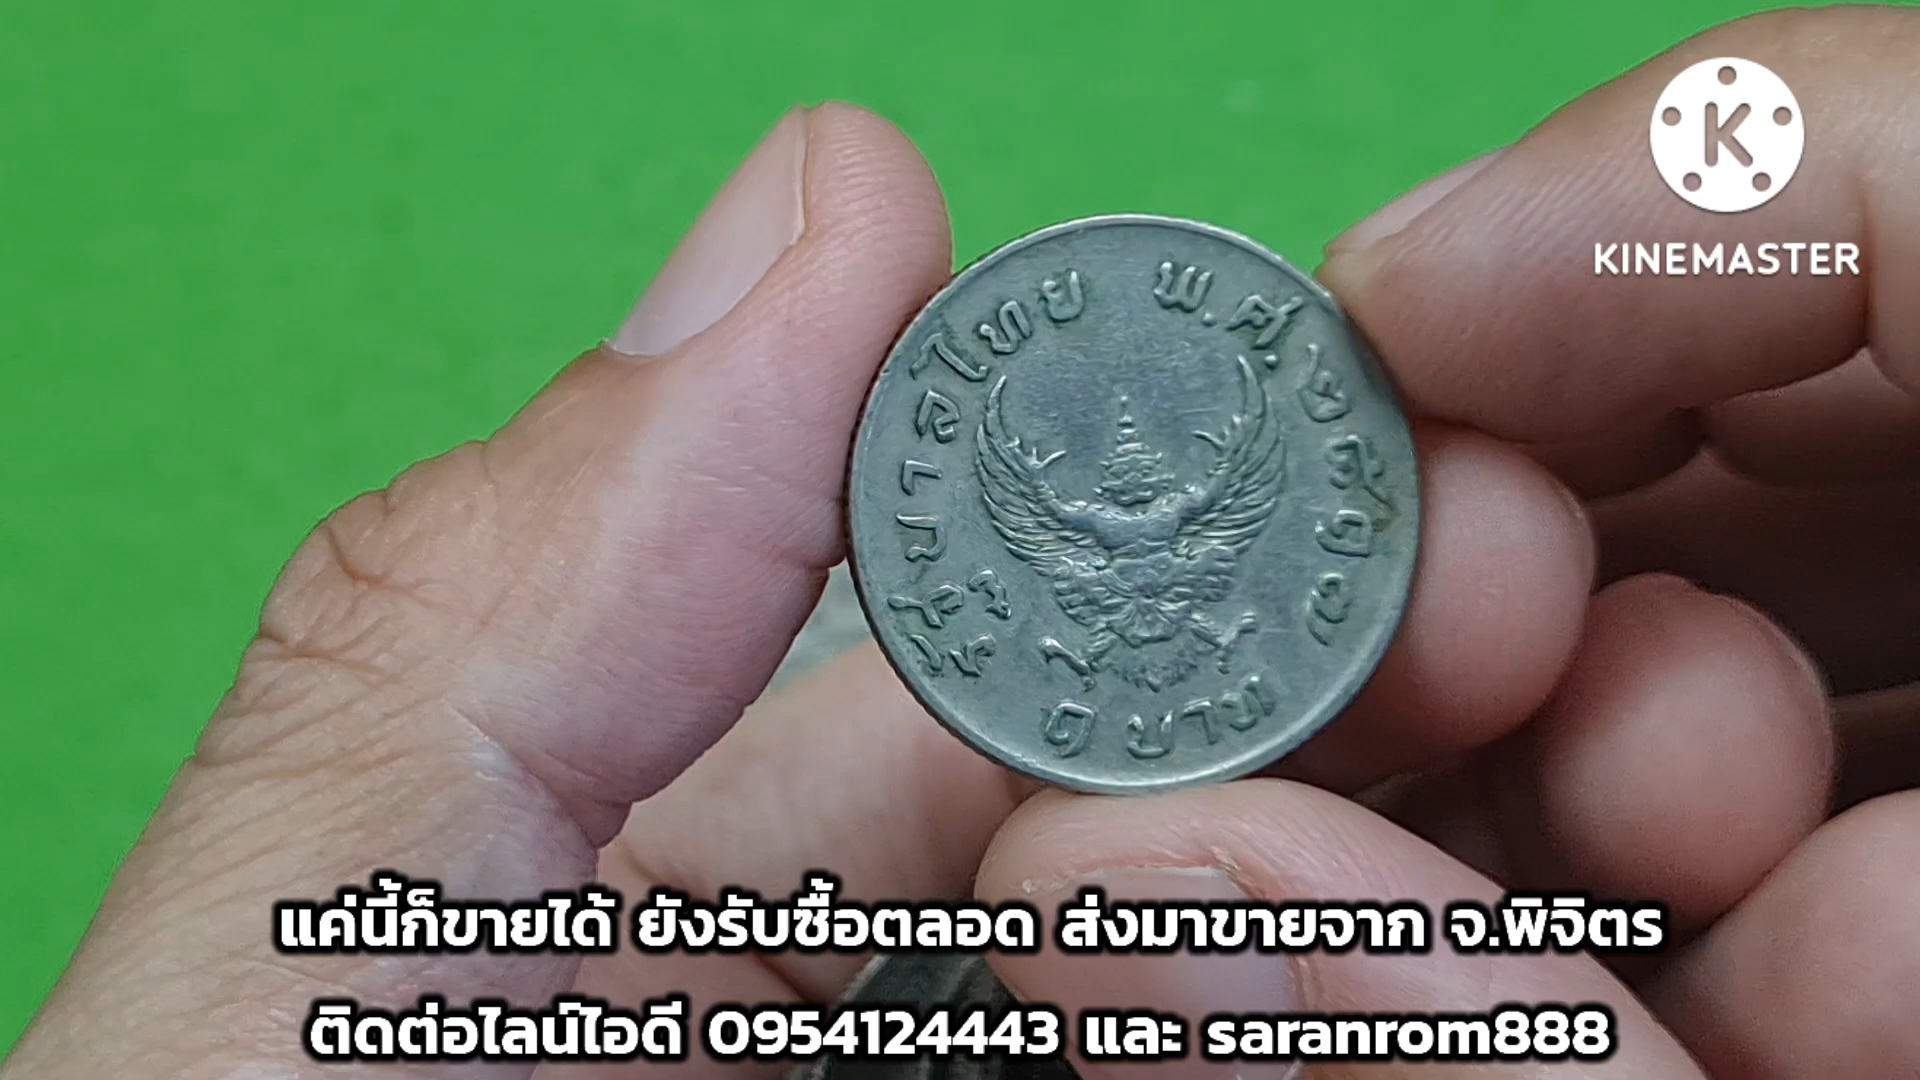 KINEMASTER
รัฐบาลไทย พ.ศ. ๒๕๑๗
๑ บาท
แค่นี้ก็ขายได้ ยังรับซื้อตลอด ส่งมาขายจาก จ.พิจิตร
ติดต่อไลน์ไอดี 0954124443 และ saranrom888